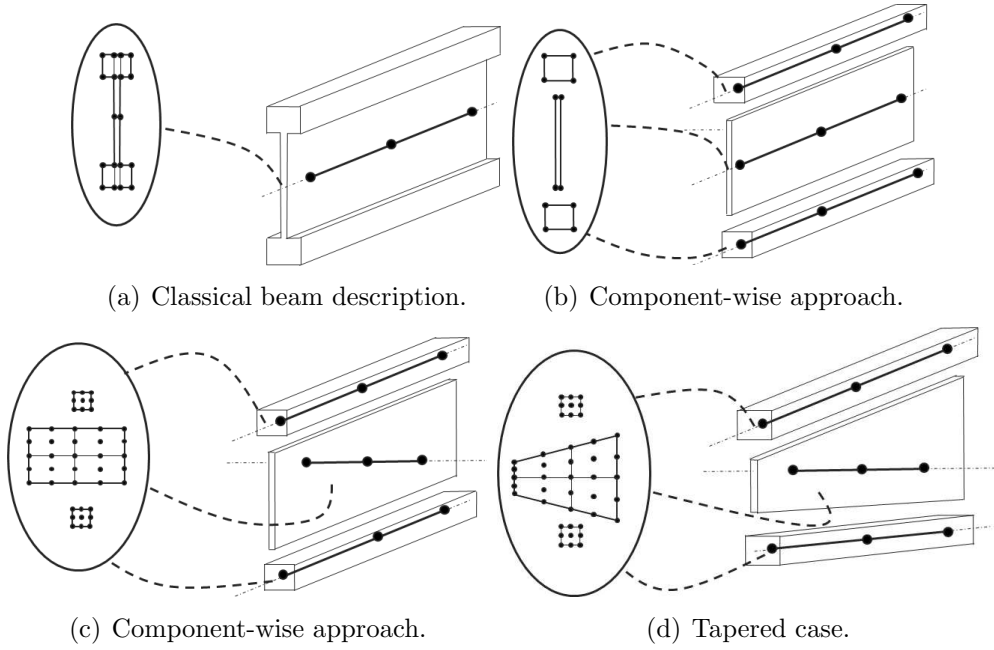 (a) Classical beam description.
(b) Component-wise approach.
(c) Component-wise approach.
(d) Tapered case.